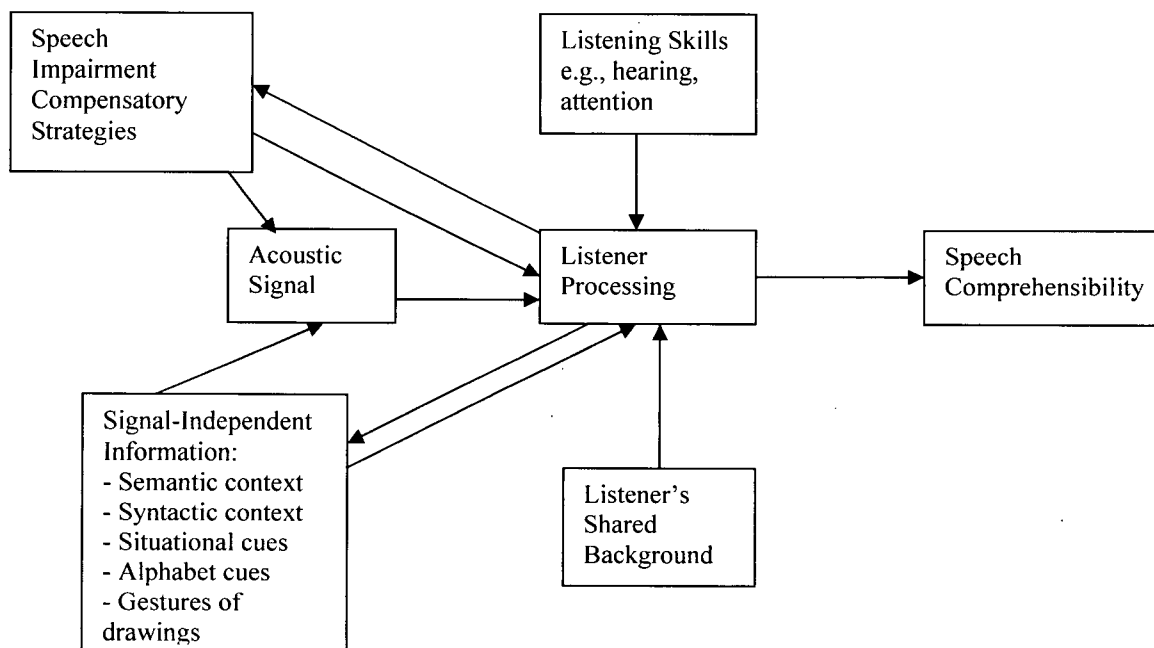 Speech
Impairment
Compensatory
Strategies
Listening Skills
e.g., hearing,
attention
Acoustic
Signal
Listener
Processing
Speech
Comprehensibility
Signal-Independent
Information:
- Semantic context
- Syntactic context
- Situational cues
- Alphabet cues
- Gestures of
drawings
Listener’s
Shared
Background